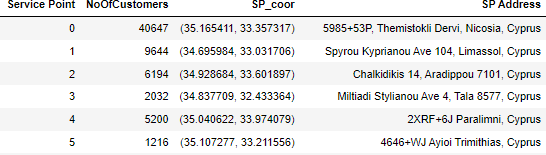 Service Point NoOfCustomers SP_coor SP Address
0 40647 (35.165411, 33.357317) 5985+53P, Themistokli Dervi, Nicosia, Cyprus
1 9644 (34.695984, 33.031706) Spyrou Kyprianou Ave 104, Limassol, Cyprus
2 6194 (34.928684, 33.601897) Chalkidikis 14, Aradippou 7101, Cyprus
3 2032 (34.837709, 32.433364) Miltiadi Stylianou Ave 4, Tala 8577, Cyprus
4 5200 (35.040622, 33.974079) 2XRF+6J Paralimni, Cyprus
5 1216 (35.107277, 33.211556) 4646+WJ Ayioi Trimithias, Cyprus